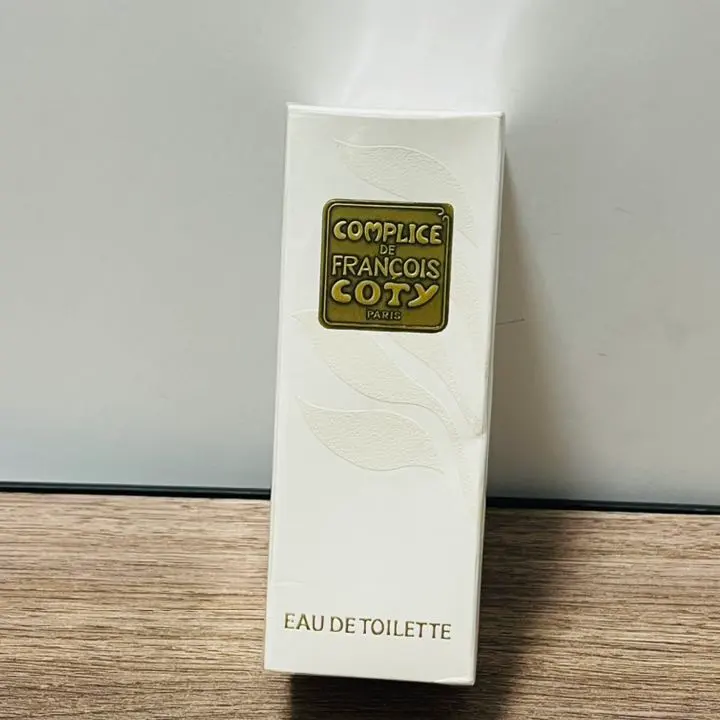 COMPLICE
DE
FRANÇOIS
COTY
PARIS
EAU DE TOILETTE